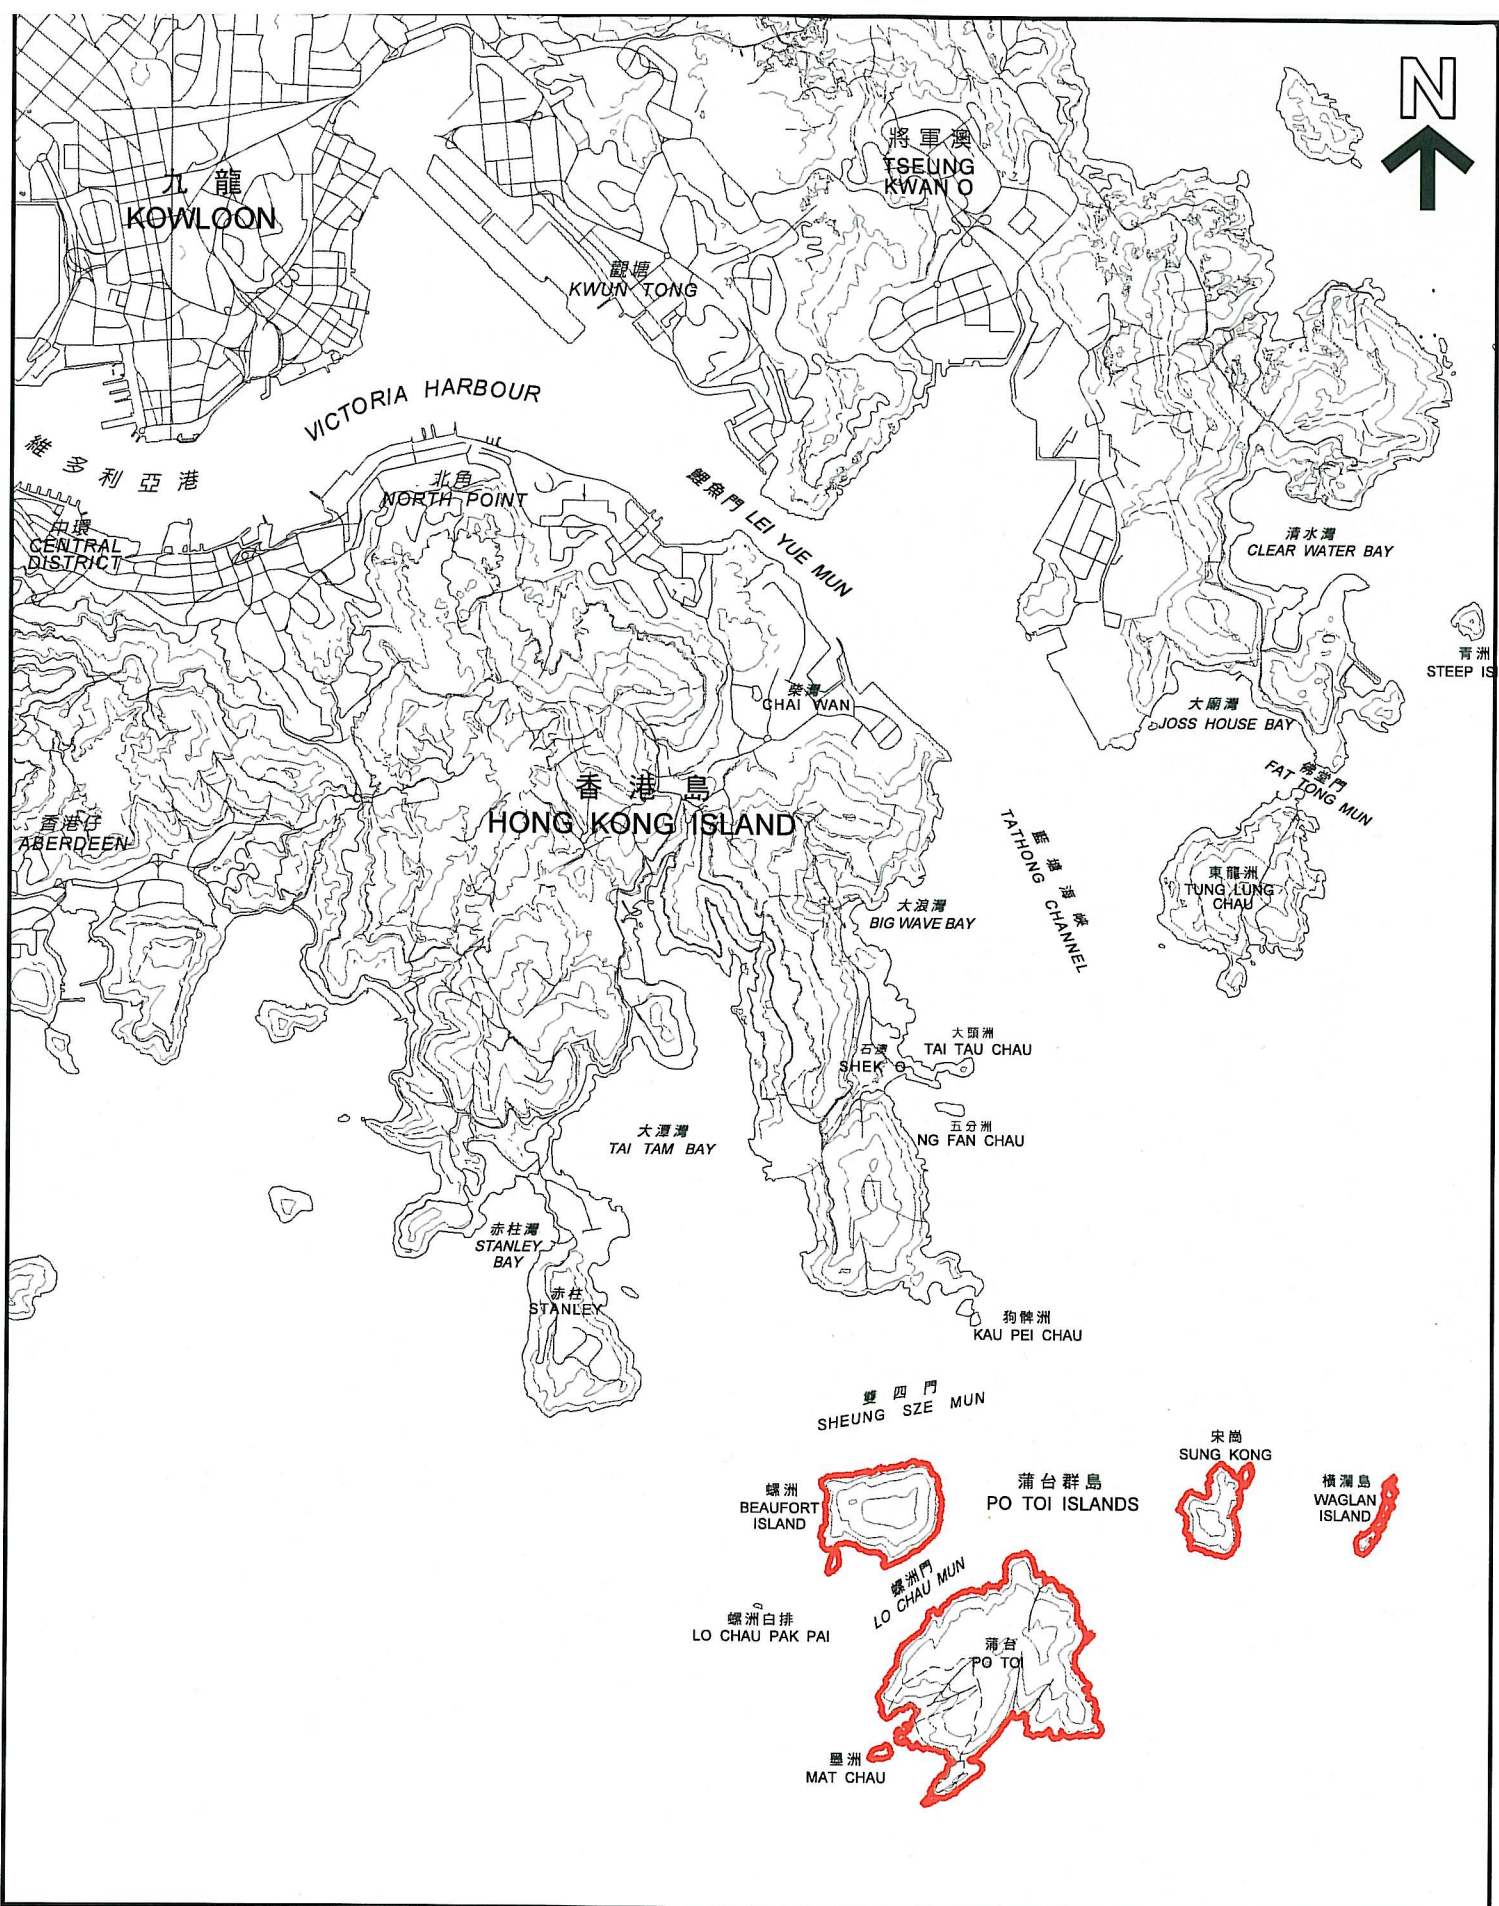 N
將軍澳
TSEUNG
KWAN O
九龍
KOWLOON
觀塘
KWUN TONG
VICTORIA HARBOUR
維多利亞港
北角
NORTH POINT
鯉魚門 LEI YUE MUN
中環
CENTRAL
DISTRICT
清水灣
CLEAR WATER BAY
青洲
STEEP IS
柴灣
CHAI WAN
大廟灣
JOSS HOUSE BAY
佛堂門
FAT TONG MUN
香港島
HONG KONG ISLAND
香港仔
ABERDEEN
藍塘海峽
TATHONG CHANNEL
東龍洲
TUNG LUNG
CHAU
大浪灣
BIG WAVE BAY
大頭洲
TAI TAU CHAU
石澳
SHEK O
五分洲
NG FAN CHAU
大潭灣
TAI TAM BAY
赤柱灣
STANLEY
BAY
赤柱
STANLEY
狗髀洲
KAU PEI CHAU
雙四門
SHEUNG SZE MUN
宋崗
SUNG KONG
螺洲
BEAUFORT
ISLAND
蒲台群島
PO TOI ISLANDS
橫瀾島
WAGLAN
ISLAND
螺洲門
LO CHAU MUN
螺洲白排
LO CHAU PAK PAI
蒲台
PO TOI
墨洲
MAT CHAU